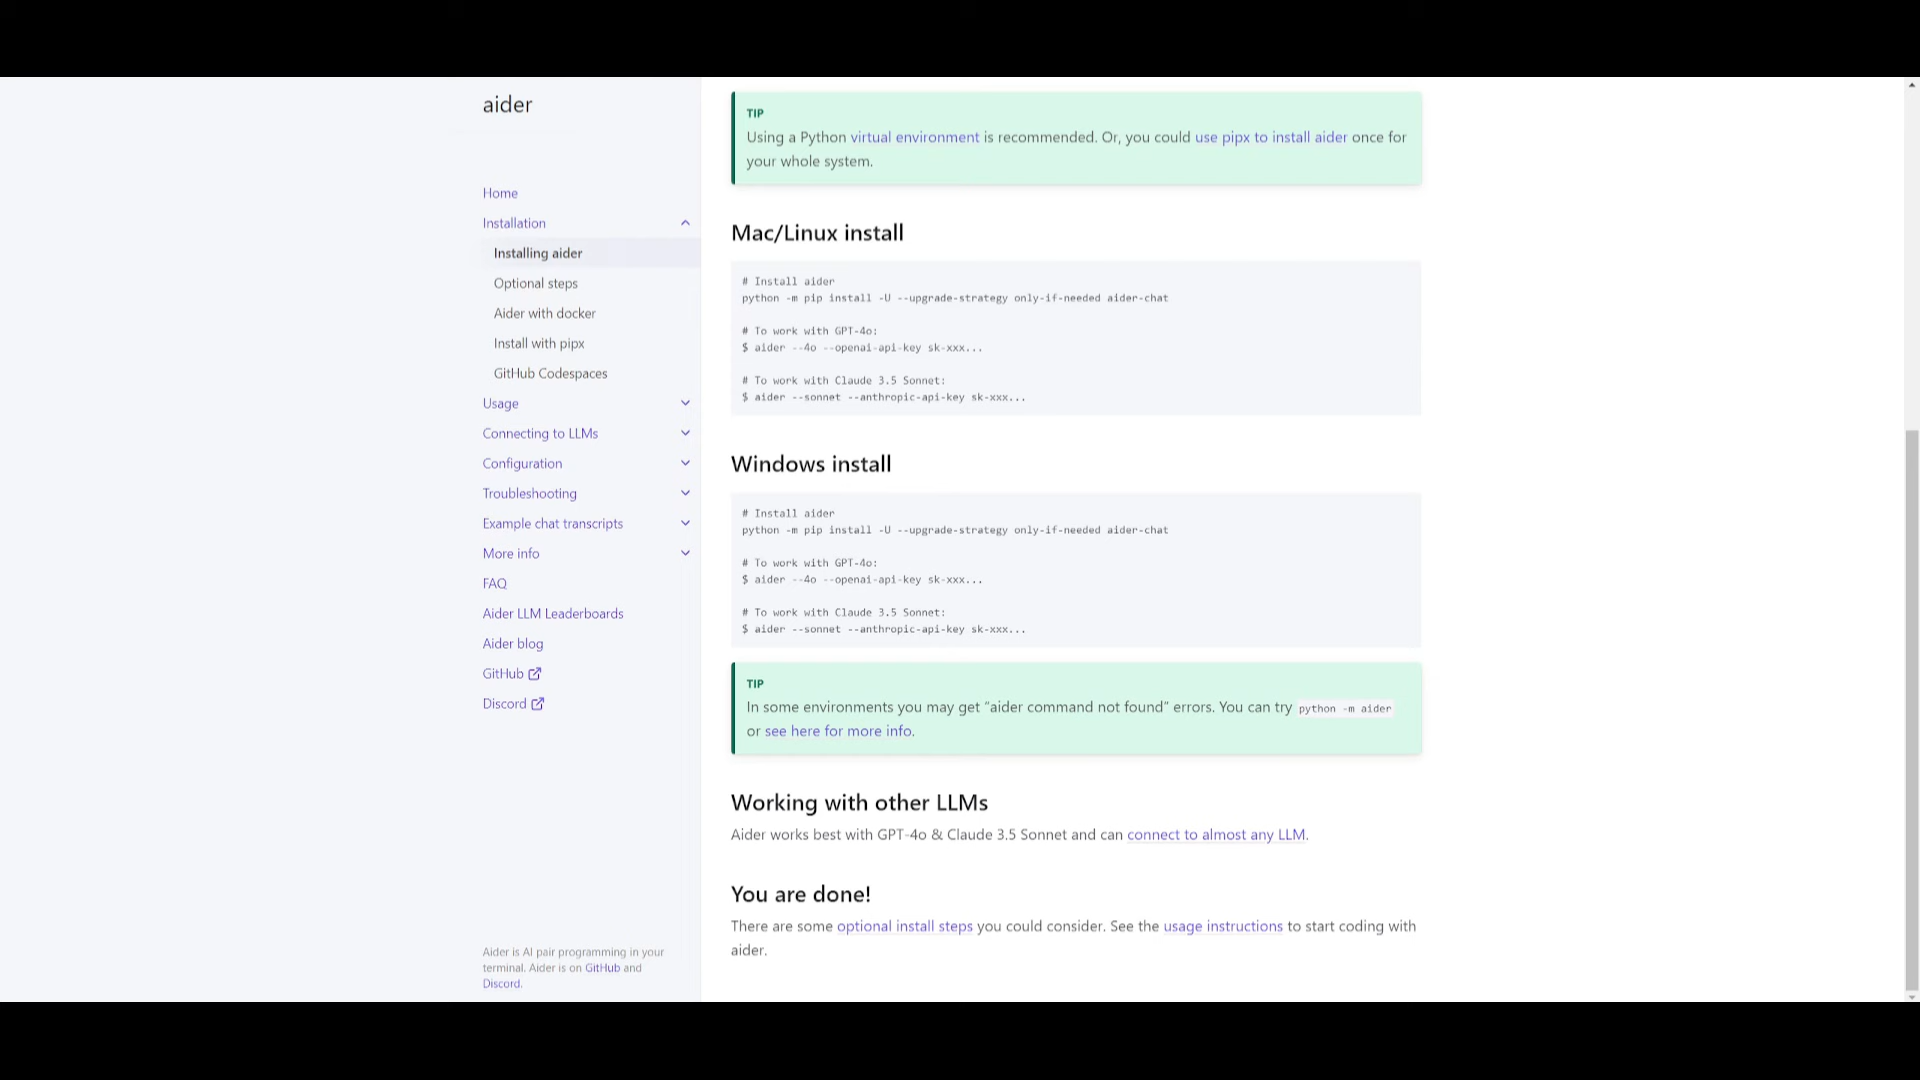 aider
Home
Installation
Installing aider
Optional steps
Aider with docker
Install with pipx
GitHub Codespaces
Usage
Connecting to LLMs
Configuration
Troubleshooting
Example chat transcripts
More info
FAQ
Aider LLM Leaderboards
Aider blog
GitHub
Discord
Aider is AI pair programming in your
terminal. Aider is on GitHub and
Discord.
TIP
Using a Python virtual environment is recommended. Or, you could use pipx to install aider once for
your whole system.
Mac/Linux install
# Install aider
python -m pip install -U --upgrade-strategy only-if-needed aider-chat
# To work with GPT-4o:
$ aider --4o --openai-api-key sk-xxx...
# To work with Claude 3.5 Sonnet:
$ aider --sonnet --anthropic-api-key sk-xxx...
Windows install
# Install aider
python -m pip install -U --upgrade-strategy only-if-needed aider-chat
# To work with GPT-4o:
$ aider --4o --openai-api-key sk-xxx...
# To work with Claude 3.5 Sonnet:
$ aider --sonnet --anthropic-api-key sk-xxx...
TIP
In some environments you may get “aider command not found” errors. You can try python -m aider
or see here for more info.
Working with other LLMs
Aider works best with GPT-4o & Claude 3.5 Sonnet and can connect to almost any LLM.
You are done!
There are some optional install steps you could consider. See the usage instructions to start coding with
aider.